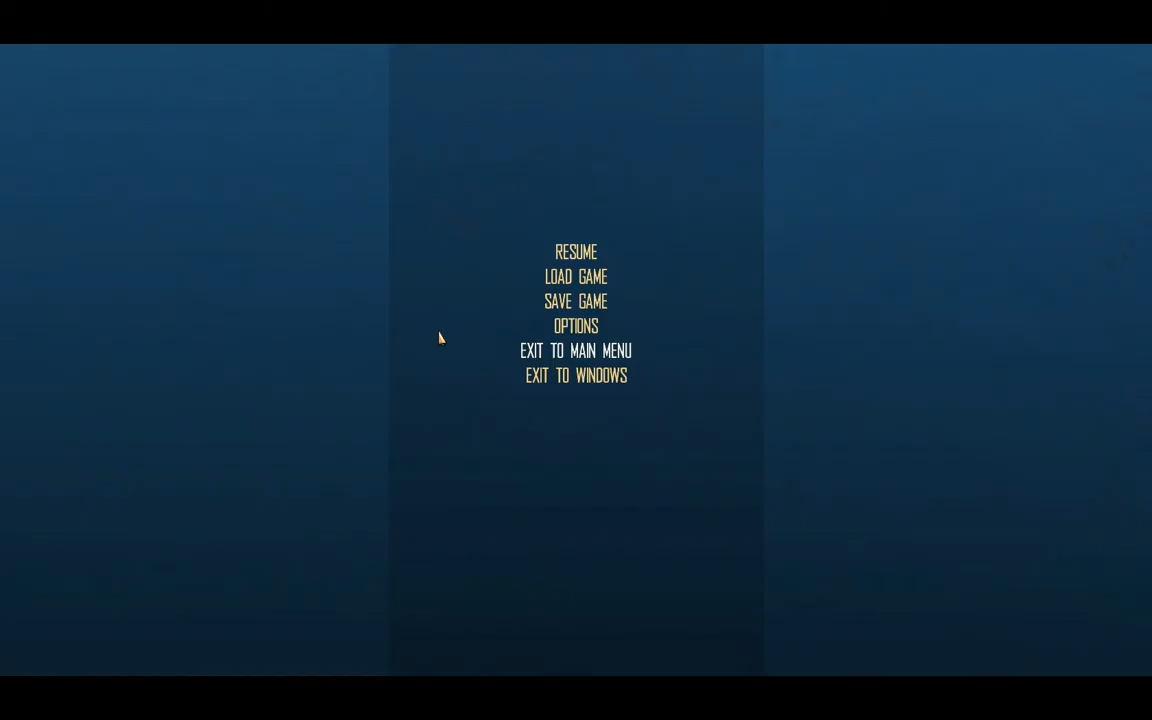 RESUME
LOAD GAME
SAVE GAME
OPTIONS
EXIT TO MAIN MENU
EXIT TO WINDOWS